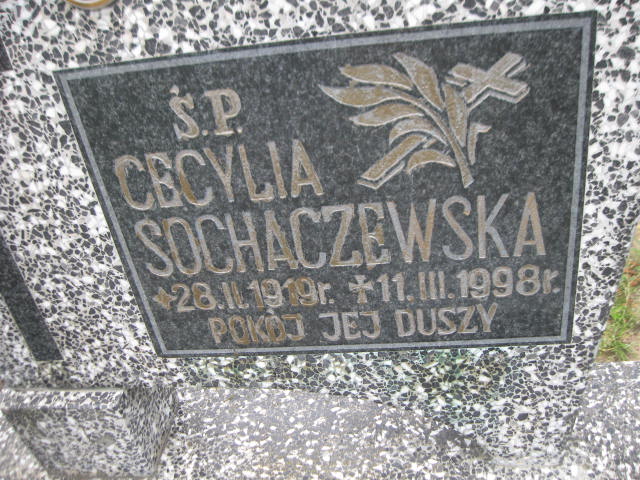 Ś.P.
CECYLIA
SOCHACZEWSKA
*28.II.1919r. ✝11.III.1998r.
POKÓJ JEJ DUSZY